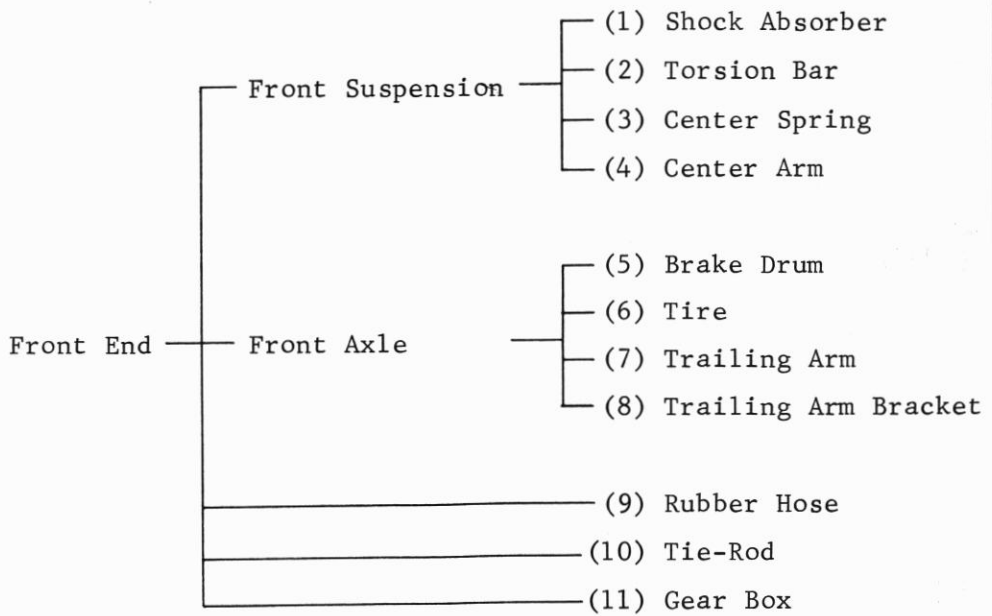 (1) Shock Absorber
(2) Torsion Bar
Front Suspension
(3) Center Spring
(4) Center Arm
(5) Brake Drum
(6) Tire
Front End
Front Axle
(7) Trailing Arm
(8) Trailing Arm Bracket
(9) Rubber Hose
(10) Tie-Rod
(11) Gear Box